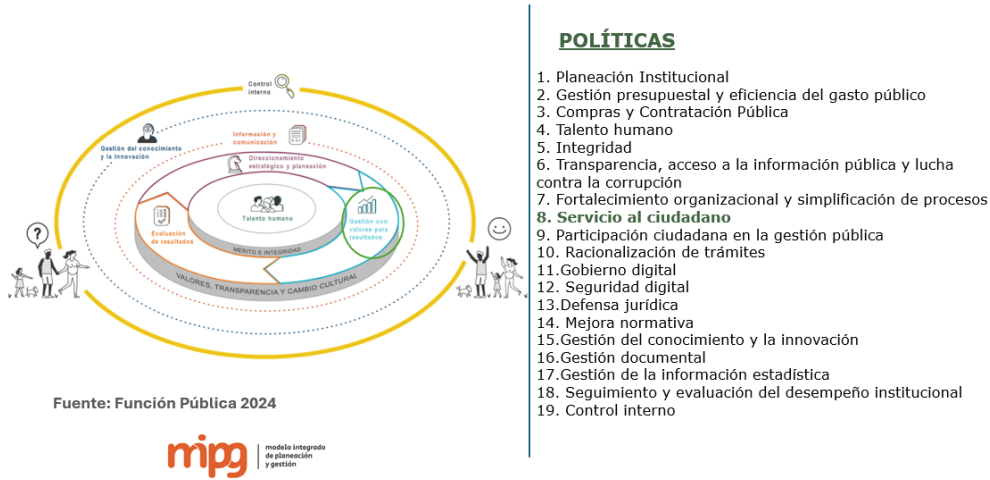 Control
interno
Gestión del conocimiento
y la innovación
Información y
comunicación
Direccionamiento
estratégico y planeación
Talento humano
Evaluación
de resultados
Gestión con
valores para
resultados
MÉRITO E INTEGRIDAD
VALORES, TRANSPARENCIA Y CAMBIO CULTURAL
?
Fuente: Función Pública 2024
mipg
modelo integrado
de planeación
y gestión
POLÍTICAS
1. Planeación Institucional
2. Gestión presupuestal y eficiencia del gasto público
3. Compras y Contratación Pública
4. Talento humano
5. Integridad
6. Transparencia, acceso a la información pública y lucha
contra la corrupción
7. Fortalecimiento organizacional y simplificación de procesos
8. Servicio al ciudadano
9. Participación ciudadana en la gestión pública
10. Racionalización de trámites
11.Gobierno digital
12. Seguridad digital
13.Defensa jurídica
14. Mejora normativa
15.Gestión del conocimiento y la innovación
16.Gestión documental
17.Gestión de la información estadística
18. Seguimiento y evaluación del desempeño institucional
19. Control interno